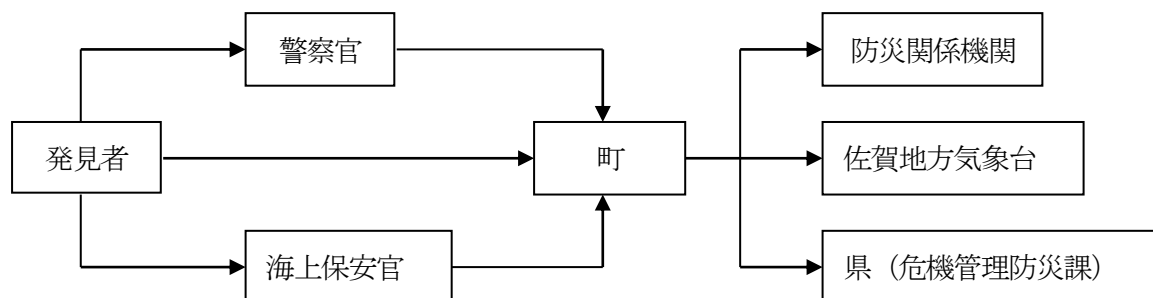 警察官
防災関係機関
発見者
町
佐賀地方気象台
海上保安官
県（危機管理防災課）